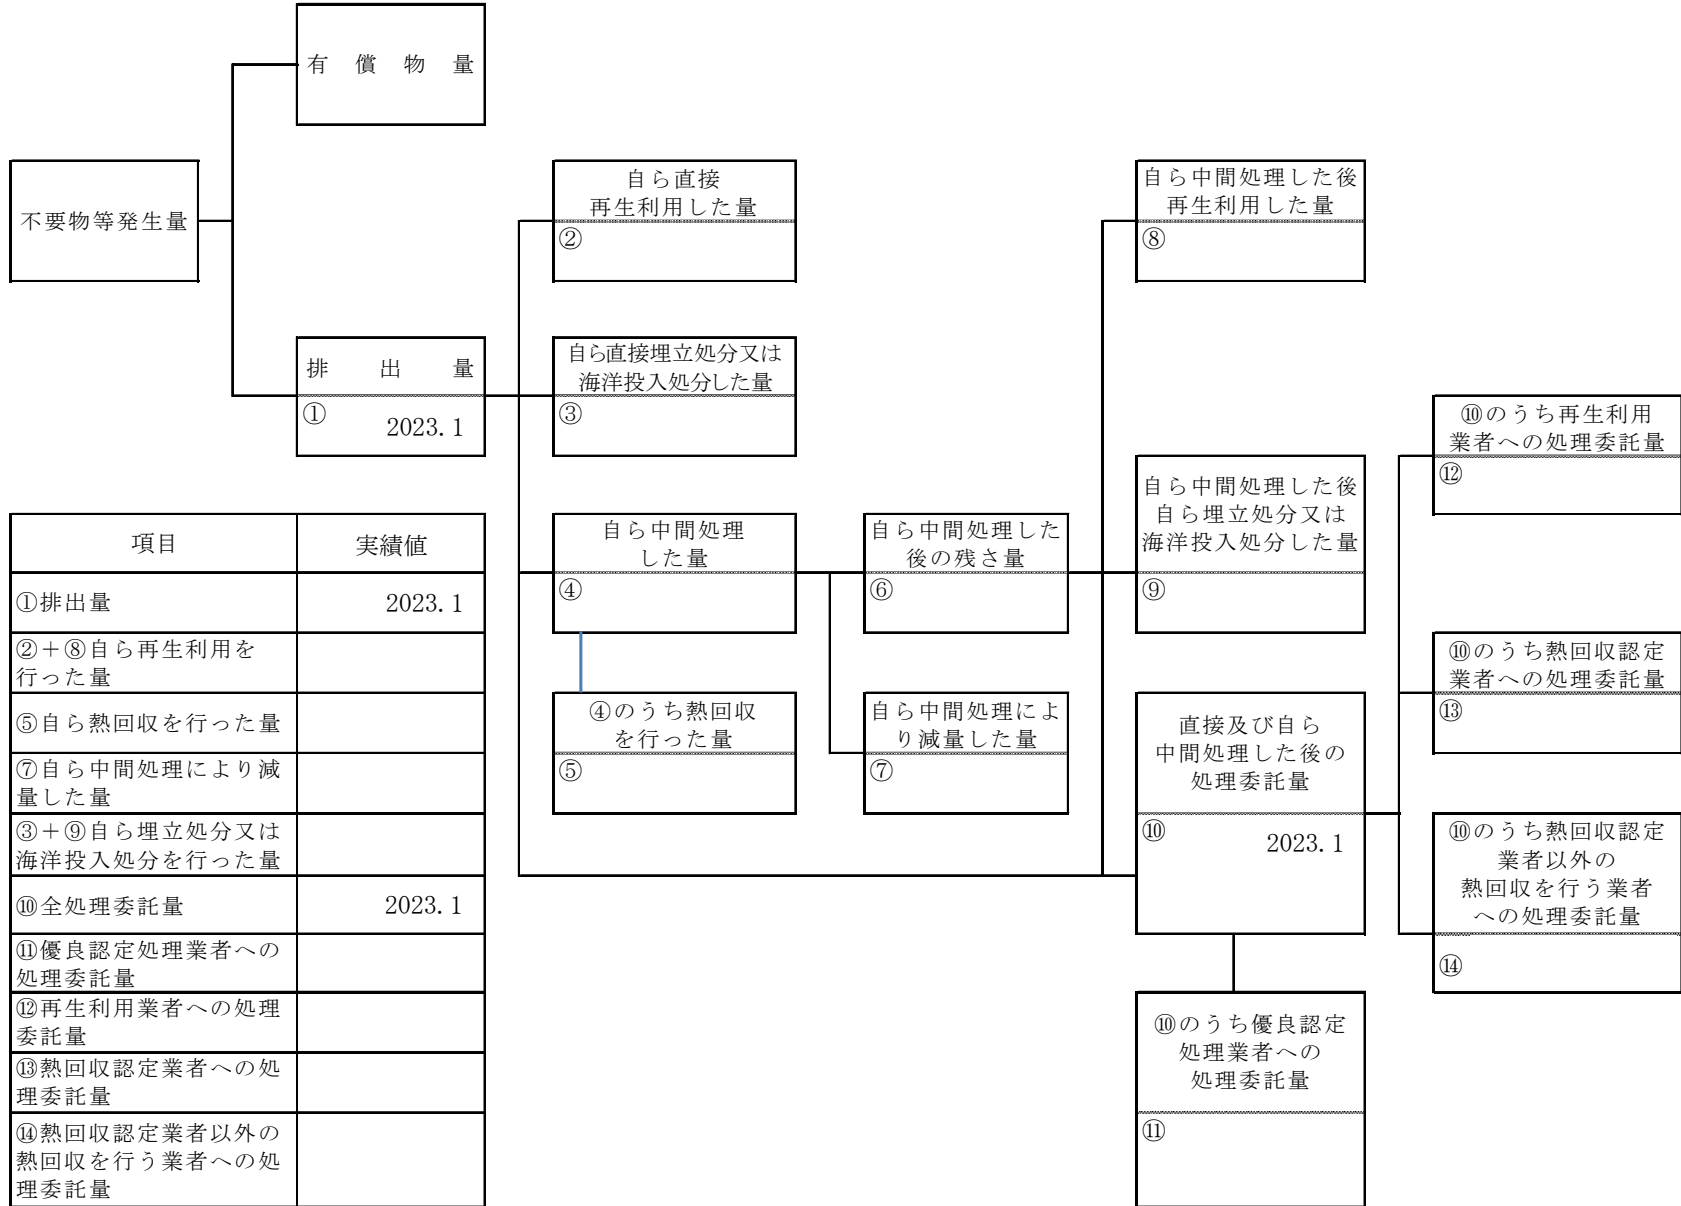 有償物量
不要物等発生量
排出量
①
2023.1
自ら直接
再生利用した量
②
自ら直接埋立処分又は
海洋投入処分した量
③
自ら中間処理
した量
④
④のうち熱回収
を行った量
⑤
自ら中間処理した
後の残さ量
⑥
自ら中間処理によ
り減量した量
⑦
自ら中間処理した後
再生利用した量
⑧
自ら中間処理した後
自ら埋立処分又は
海洋投入処分した量
⑨
直接及び自ら
中間処理した後の
処理委託量
⑩
2023.1
⑩のうち優良認定
処理業者への
処理委託量
⑪
⑩のうち再生利用
業者への処理委託量
⑫
⑩のうち熱回収認定
業者への処理委託量
⑬
⑩のうち熱回収認定
業者以外の
熱回収を行う業者
への処理委託量
⑭
項目 実績値
①排出量 2023.1
②＋⑧自ら再生利用を
行った量
⑤自ら熱回収を行った量
⑦自ら中間処理により減
量した量
③＋⑨自ら埋立処分又は
海洋投入処分を行った量
⑩全処理委託量 2023.1
⑪優良認定処理業者への
処理委託量
⑫再生利用業者への処理
委託量
⑬熱回収認定業者への処
理委託量
⑭熱回収認定業者以外の
熱回収を行う業者への処
理委託量